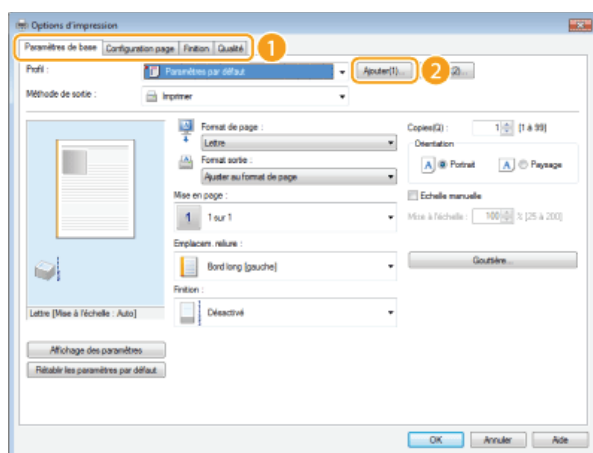 Options d'impression
Paramètres de base Configuration page Finition Qualité 1
Profil : Paramètres par défaut Ajouter(1)... 2
Méthode de sortie : Imprimer
Format de page :
Lettre
Format sortie :
Ajuster au format de page
Mise en page :
1 1 sur 1
Emplacem. reliure :
Bord long [gauche]
Finition :
Désactivé
Copies(Q) : 1 [1 à 99]
Orientation
A Portrait A Paysage
Echelle manuelle
Mise à l'échelle : 100 % [25 à 200]
Gouttière...
Lettre [Mise à l'échelle : Auto]
Affichage des paramètres
Rétablir les paramètres par défaut
OK Annuler Aide